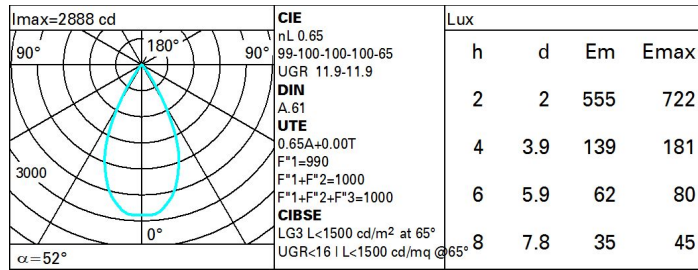 Imax=2888 cd
90° 180° 90°
3000
0°
α=52°
CIE
nL 0.65
99-100-100-100-65
UGR 11.9-11.9
DIN
A.61
UTE
0.65A+0.00T
F"1=990
F"1+F"2=1000
F"1+F"2+F"3=1000
CIBSE
LG3 L<1500 cd/m² at 65°
UGR<16 | L<1500 cd/mq @65°
Lux
h d Em Emax
2 2 555 722
4 3.9 139 181
6 5.9 62 80
8 7.8 35 45